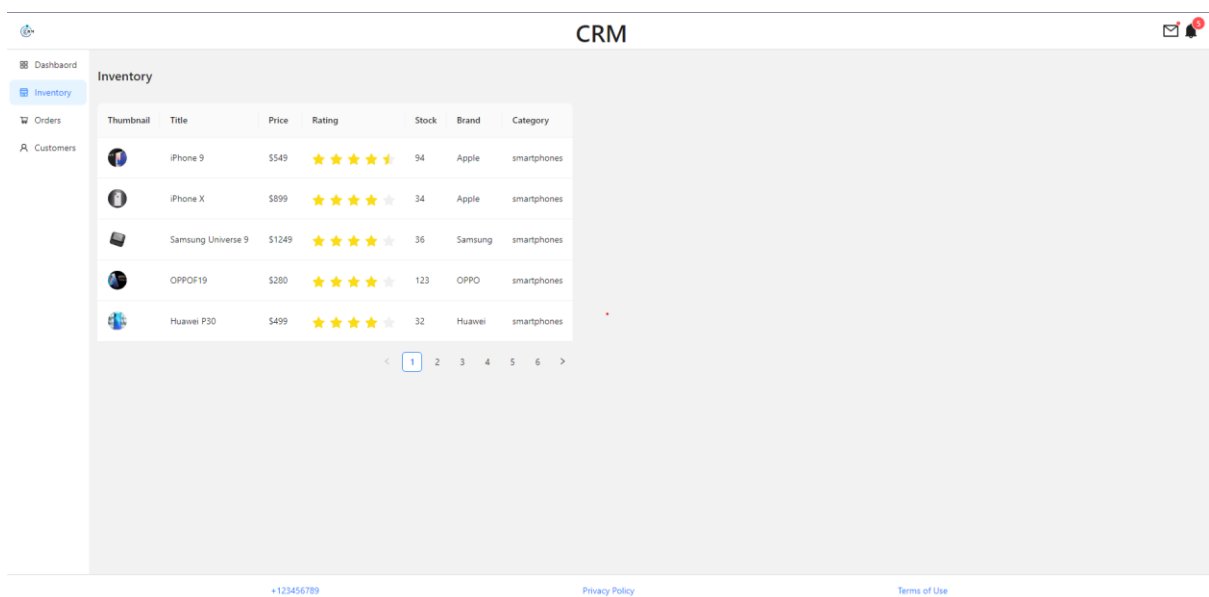 CRM
CRM
5
Dashbaord
Inventory
Orders
Customers
Inventory
Thumbnail Title Price Rating Stock Brand Category
iPhone 9 $549 94 Apple smartphones
iPhone X $899 34 Apple smartphones
Samsung Universe 9 $1249 36 Samsung smartphones
OPPOF19 $280 123 OPPO smartphones
Huawei P30 $499 32 Huawei smartphones
< 1 2 3 4 5 6 >
+123456789 Privacy Policy Terms of Use